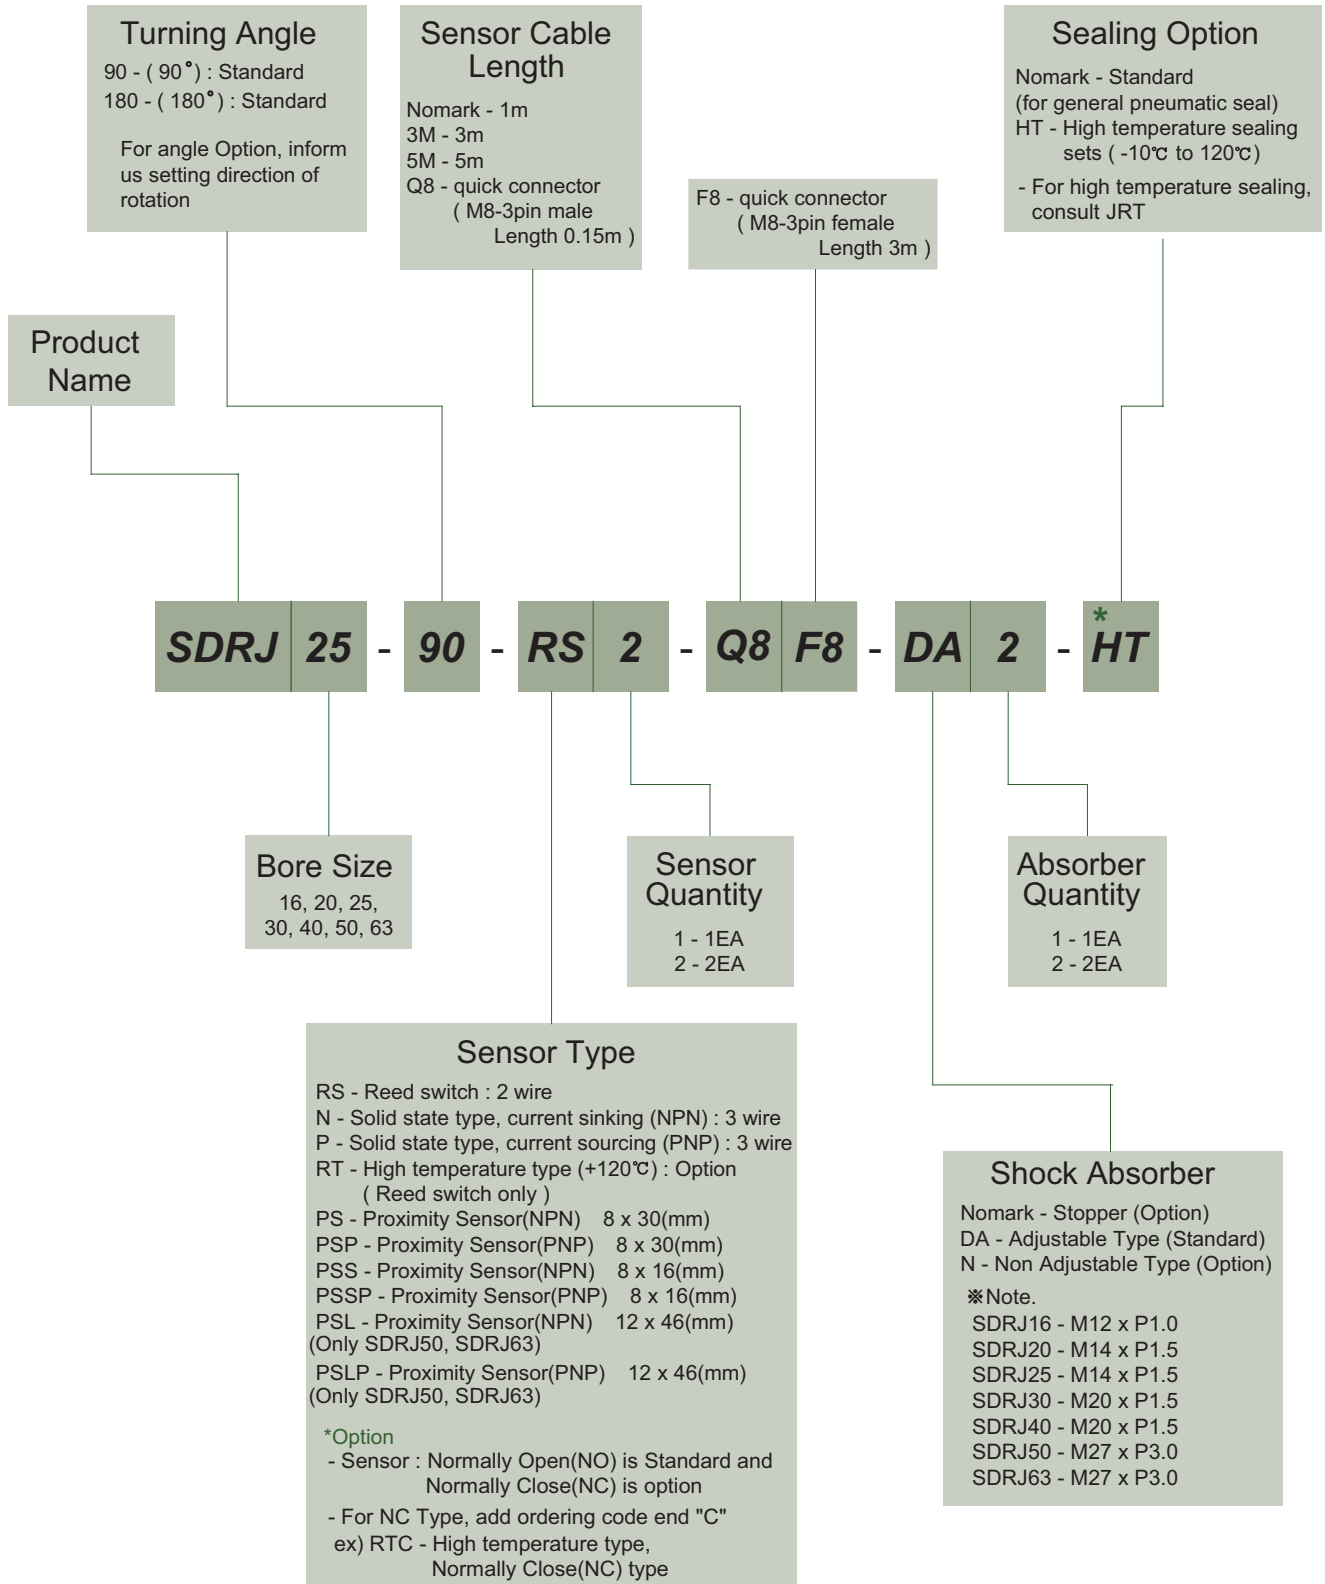 Turning Angle
90 - ( 90°) : Standard
180 - ( 180°) : Standard
For angle Option, inform
us setting direction of
rotation
Sensor Cable
Length
Nomark - 1m
3M - 3m
5M - 5m
Q8 - quick connector
( M8-3pin male
Length 0.15m )
F8 - quick connector
( M8-3pin female
Length 3m )
Sealing Option
Nomark - Standard
(for general pneumatic seal)
HT - High temperature sealing
sets ( -10℃ to 120℃)
- For high temperature sealing,
consult JRT
Product
Name
SDRJ 25 - 90 - RS 2 - Q8 F8 - DA 2 - *HT
Bore Size
16, 20, 25,
30, 40, 50, 63
Sensor
Quantity
1 - 1EA
2 - 2EA
Absorber
Quantity
1 - 1EA
2 - 2EA
Sensor Type
RS - Reed switch : 2 wire
N - Solid state type, current sinking (NPN) : 3 wire
P - Solid state type, current sourcing (PNP) : 3 wire
RT - High temperature type (+120℃) : Option
( Reed switch only )
PS - Proximity Sensor(NPN) 8 x 30(mm)
PSP - Proximity Sensor(PNP) 8 x 30(mm)
PSS - Proximity Sensor(NPN) 8 x 16(mm)
PSSP - Proximity Sensor(PNP) 8 x 16(mm)
PSL - Proximity Sensor(NPN) 12 x 46(mm)
(Only SDRJ50, SDRJ63)
PSLP - Proximity Sensor(PNP) 12 x 46(mm)
(Only SDRJ50, SDRJ63)
*Option
- Sensor : Normally Open(NO) is Standard and
Normally Close(NC) is option
- For NC Type, add ordering code end "C"
ex) RTC - High temperature type,
Normally Close(NC) type
Shock Absorber
Nomark - Stopper (Option)
DA - Adjustable Type (Standard)
N - Non Adjustable Type (Option)
※Note.
SDRJ16 - M12 x P1.0
SDRJ20 - M14 x P1.5
SDRJ25 - M14 x P1.5
SDRJ30 - M20 x P1.5
SDRJ40 - M20 x P1.5
SDRJ50 - M27 x P3.0
SDRJ63 - M27 x P3.0